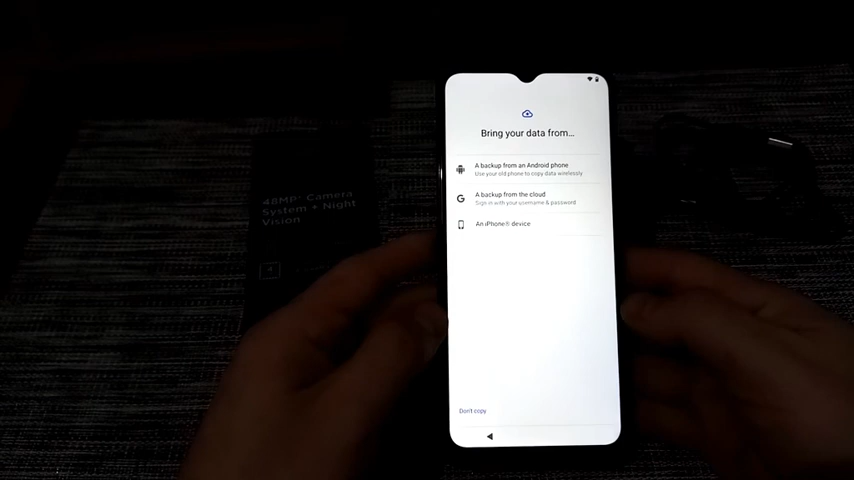 Bring your data from...
A backup from an Android phone
Use your old phone to copy data wirelessly
A backup from the cloud
Sign in with your username & password
An iPhone® device
Don't copy
48MP* Camera
System + Night
Vision